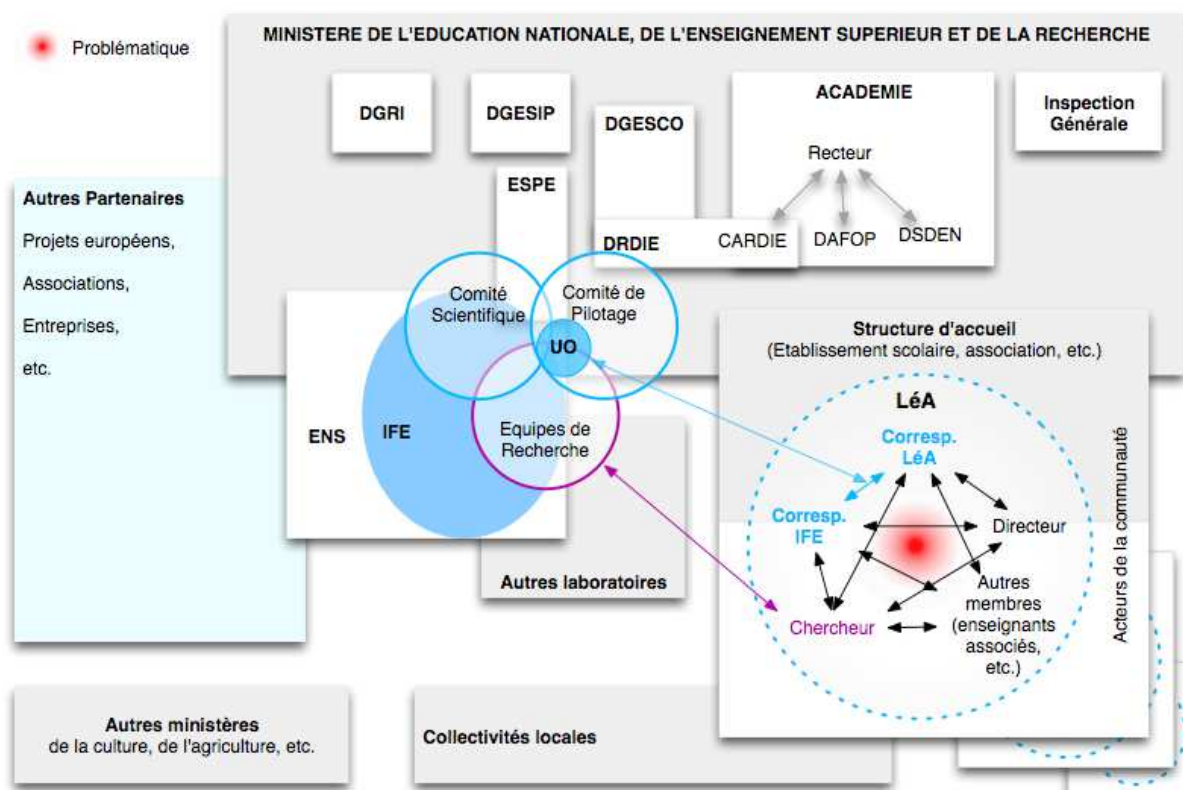 Problématique
MINISTERE DE L'EDUCATION NATIONALE, DE L'ENSEIGNEMENT SUPERIEUR ET DE LA RECHERCHE
DGRI
DGESIP
DGESCO
ACADEMIE
Recteur
Inspection
Générale
ESPE
DRDIE
CARDIE
DAFOP
DSDEN
Autres Partenaires
Projets européens,
Associations,
Entreprises,
etc.
Comité
Scientifique
Comité de
Pilotage
UO
ENS
IFE
Equipes de
Recherche
Autres laboratoires
Structure d'accueil
(Etablissement scolaire, association, etc.)
LéA
Corresp.
LéA
Corresp.
IFE
Directeur
Chercheur
Autres
membres
(enseignants
associés,
etc.)
Acteurs de la communauté
Autres ministères
de la culture, de l'agriculture, etc.
Collectivités locales